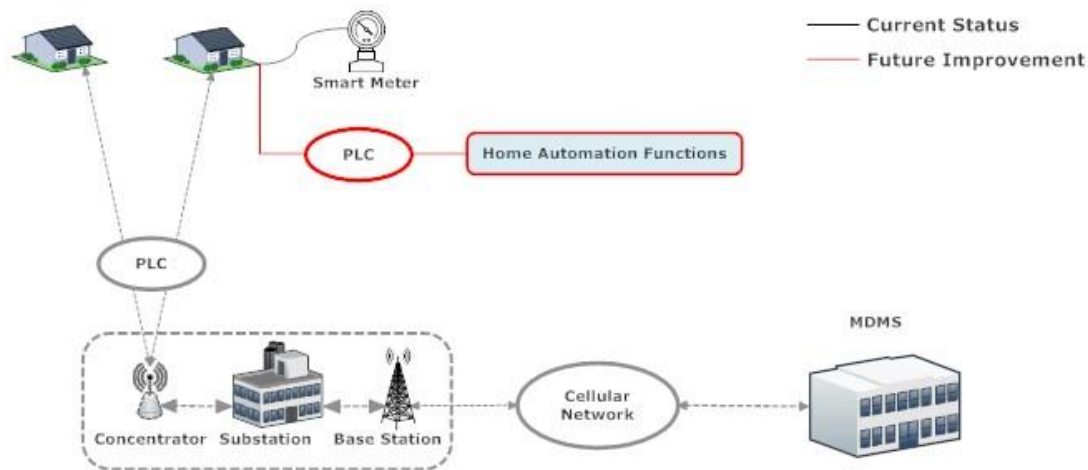 Current Status
Future Improvement
Smart Meter
PLC
Home Automation Functions
PLC
MDMS
Cellular
Network
Concentrator
Substation
Base Station